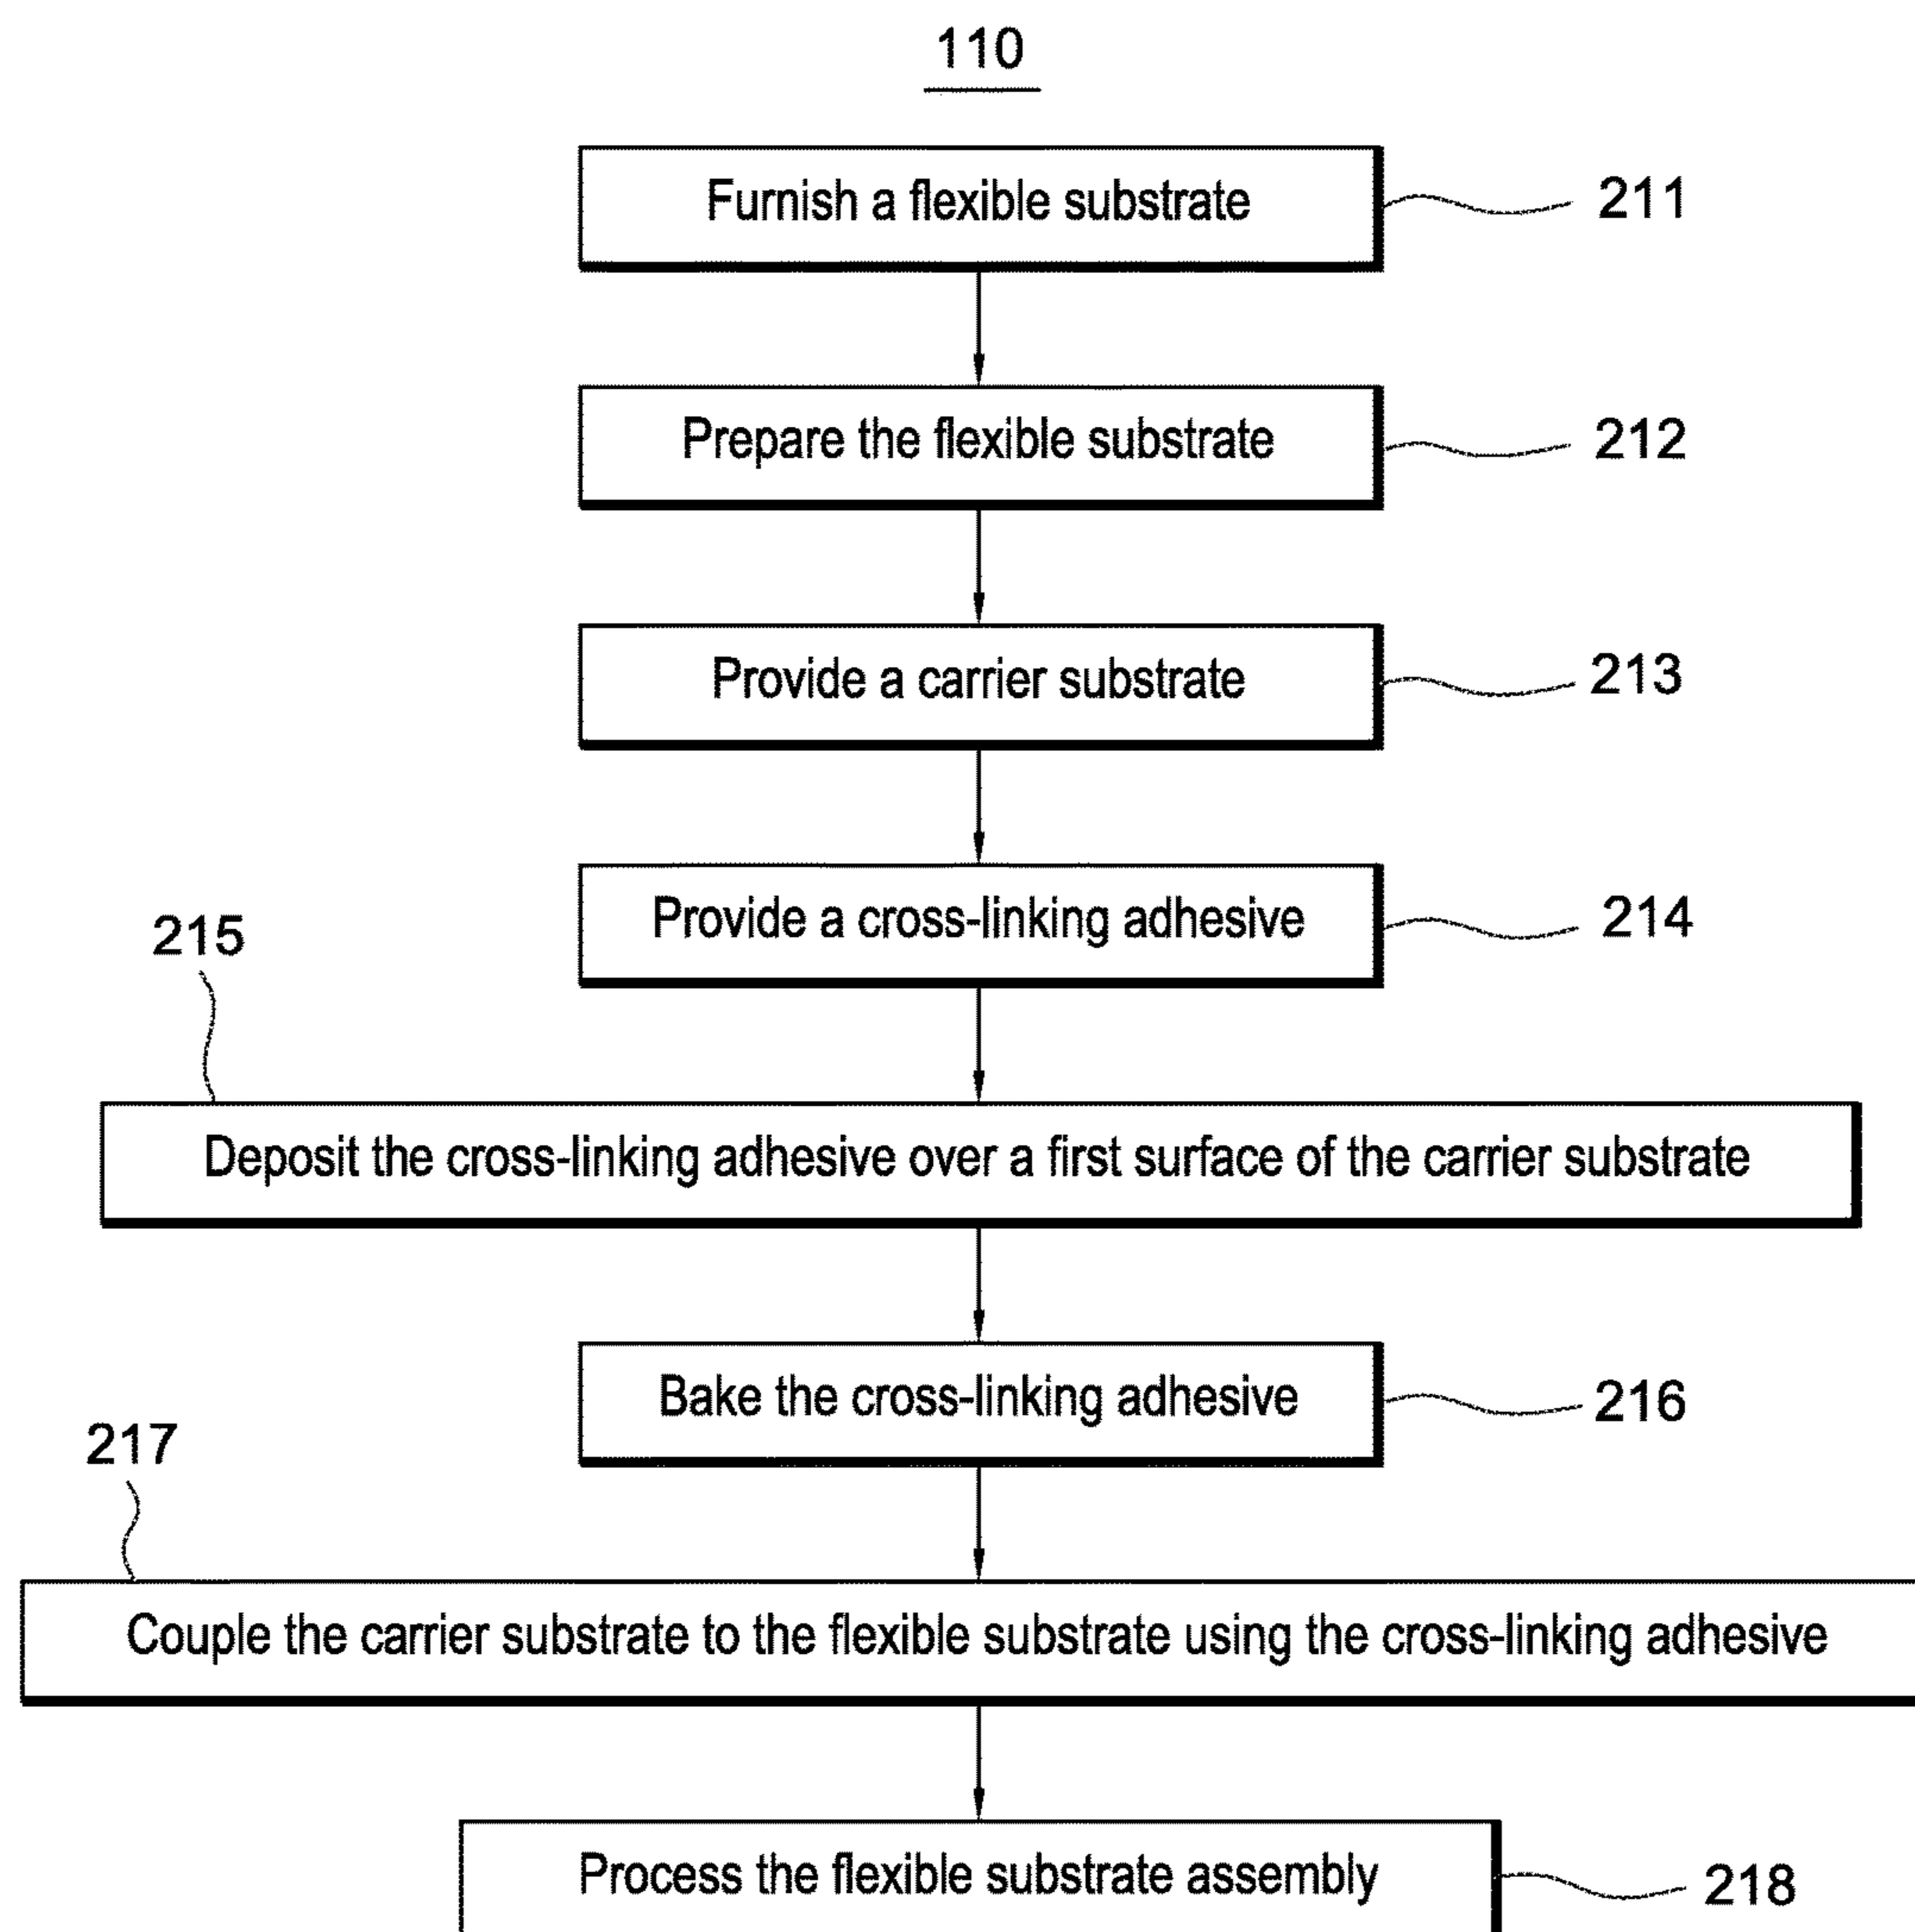 110
Furnish a flexible substrate
211
Prepare the flexible substrate
212
Provide a carrier substrate
213
Provide a cross-linking adhesive
214
215
Deposit the cross-linking adhesive over a first surface of the carrier substrate
Bake the cross-linking adhesive
216
217
Couple the carrier substrate to the flexible substrate using the cross-linking adhesive
Process the flexible substrate assembly
218